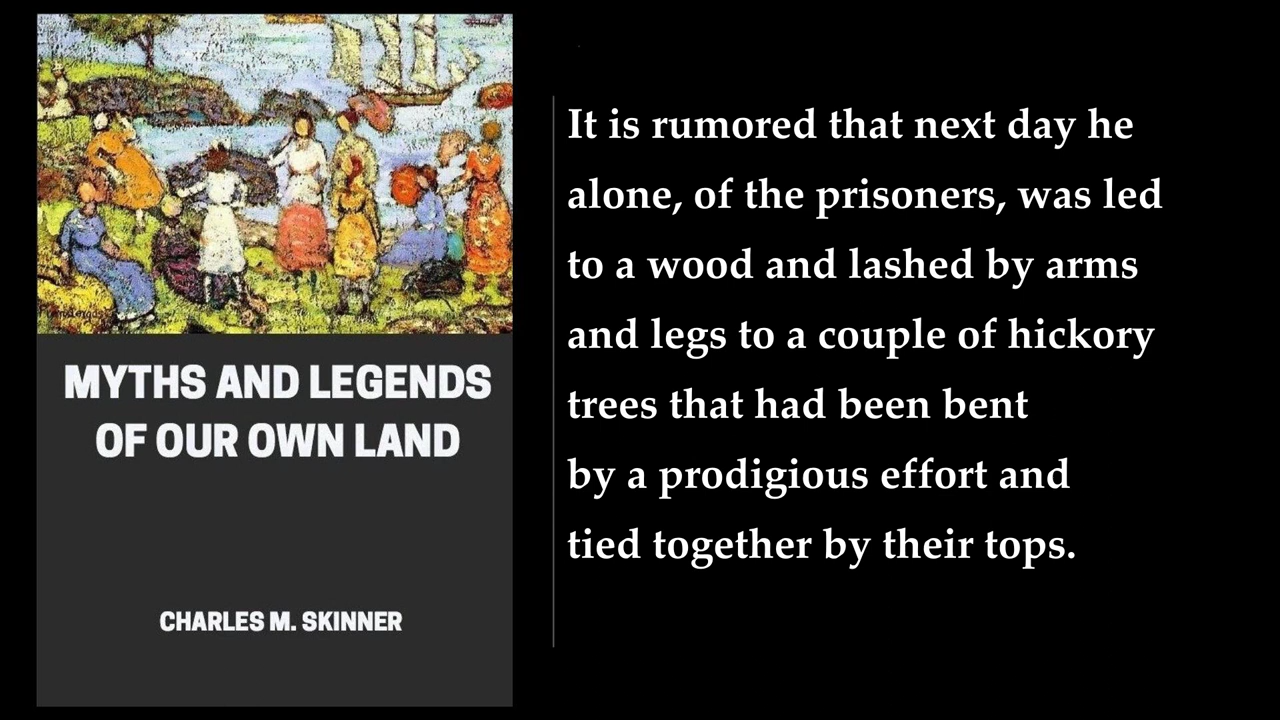 MYTHS AND LEGENDS
OF OUR OWN LAND
CHARLES M. SKINNER
It is rumored that next day he
alone, of the prisoners, was led
to a wood and lashed by arms
and legs to a couple of hickory
trees that had been bent
by a prodigious effort and
tied together by their tops.